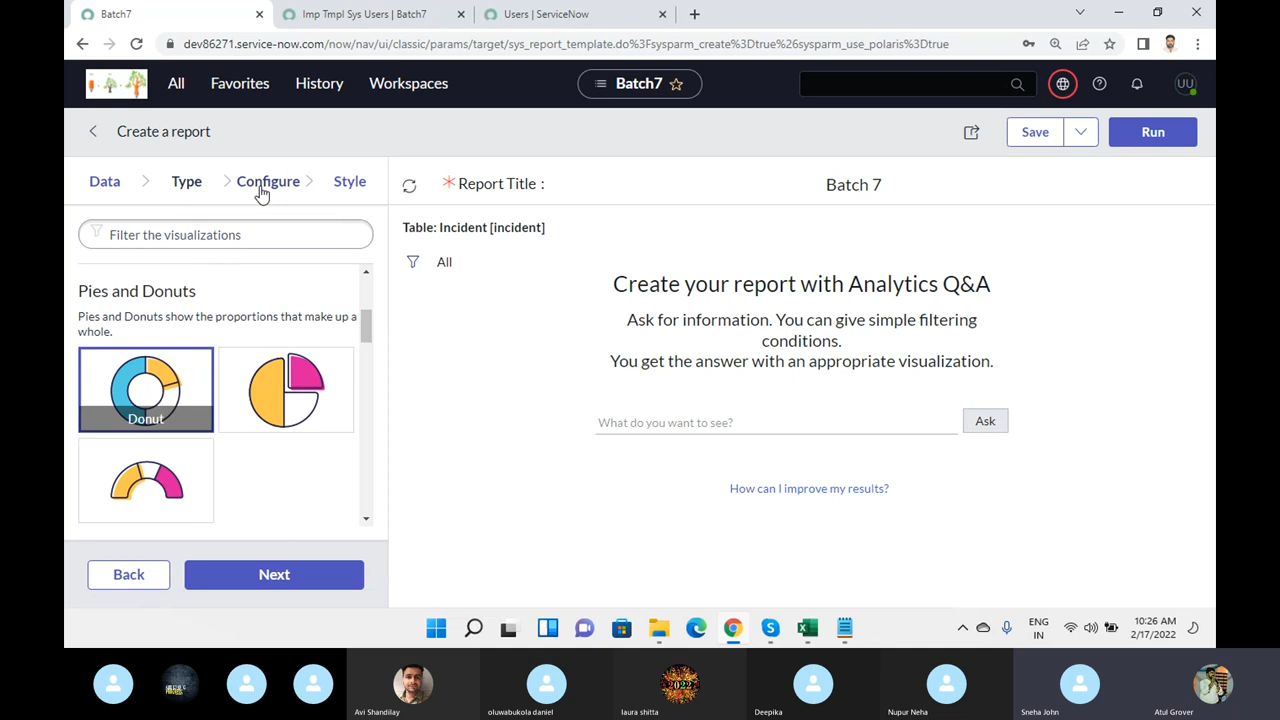 Batch7
Imp Tmpl Sys Users | Batch7
Users | ServiceNow
dev86271.service-now.com/now/nav/ui/classic/params/target/sys_report_template.do%3Fsysparm_create%3Dtrue%26sysparm_use_polaris%3Dtrue
All
Favorites
History
Workspaces
Batch7
UU
Create a report
Save
Run
Data
Type
Configure
Style
* Report Title :
Batch 7
Filter the visualizations
Table: Incident [incident]
All
Pies and Donuts
Pies and Donuts show the proportions that make up a
whole.
Donut
Create your report with Analytics Q&A
Ask for information. You can give simple filtering
conditions.
You get the answer with an appropriate visualization.
What do you want to see?
Ask
How can I improve my results?
Back
Next
ENG
IN
10:26 AM
2/17/2022
Avi Shandilay
oluwabukola daniel
2022
laura shitta
Deepika
Nupur Neha
Sneha John
Atul Grover